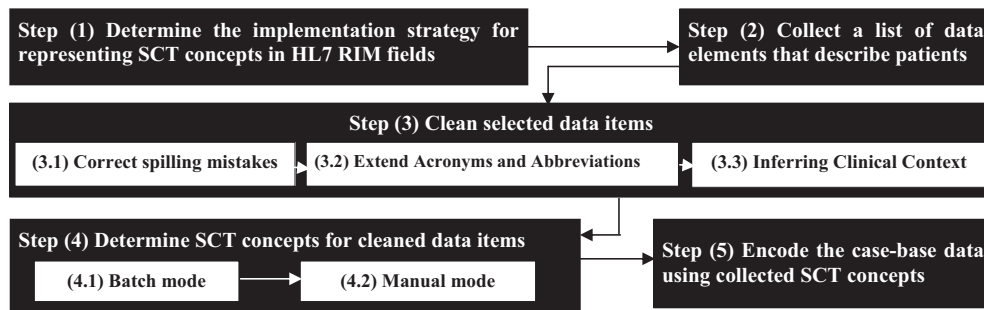 Step (1) Determine the implementation strategy for
representing SCT concepts in HL7 RIM fields
Step (2) Collect a list of data
elements that describe patients
Step (3) Clean selected data items
(3.1) Correct spilling mistakes
(3.2) Extend Acronyms and Abbreviations
(3.3) Inferring Clinical Context
Step (4) Determine SCT concepts for cleaned data items
(4.1) Batch mode
(4.2) Manual mode
Step (5) Encode the case-base data
using collected SCT concepts